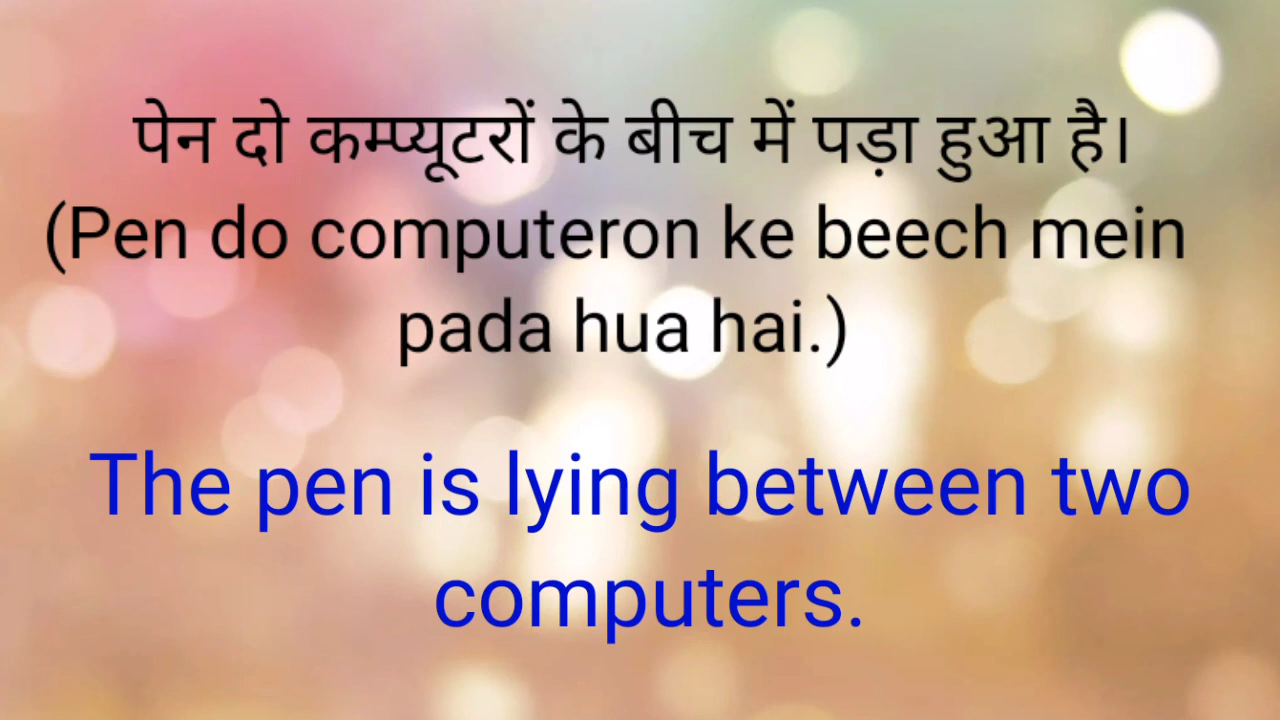 पेन दो कम्प्यूटरों के बीच में पड़ा हुआ है।
(Pen do computeron ke beech mein
pada hua hai.)
The pen is lying between two
computers.